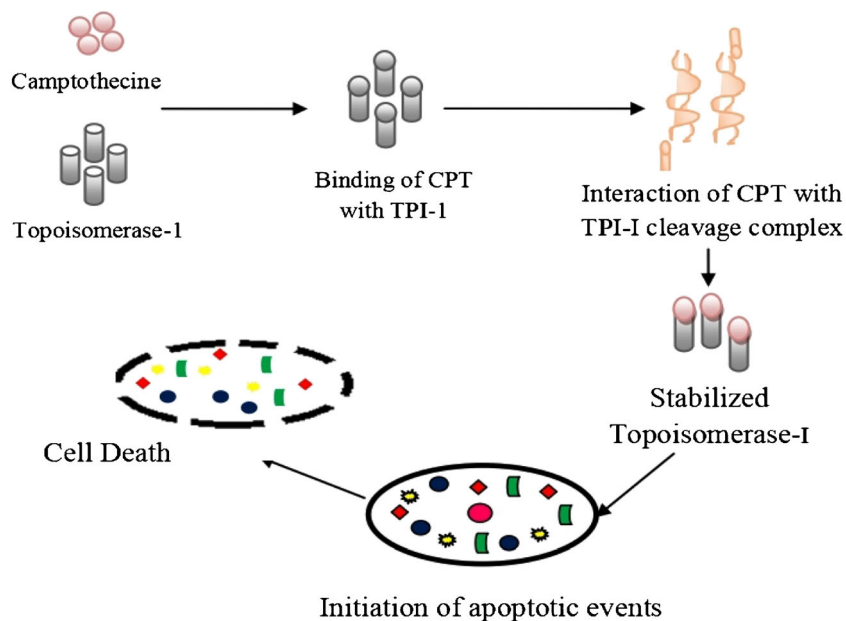 Camptothecine
Topoisomerase-1
Binding of CPT
with TPI-1
Interaction of CPT with
TPI-I cleavage complex
Stabilized
Topoisomerase-I
Initiation of apoptotic events
Cell Death